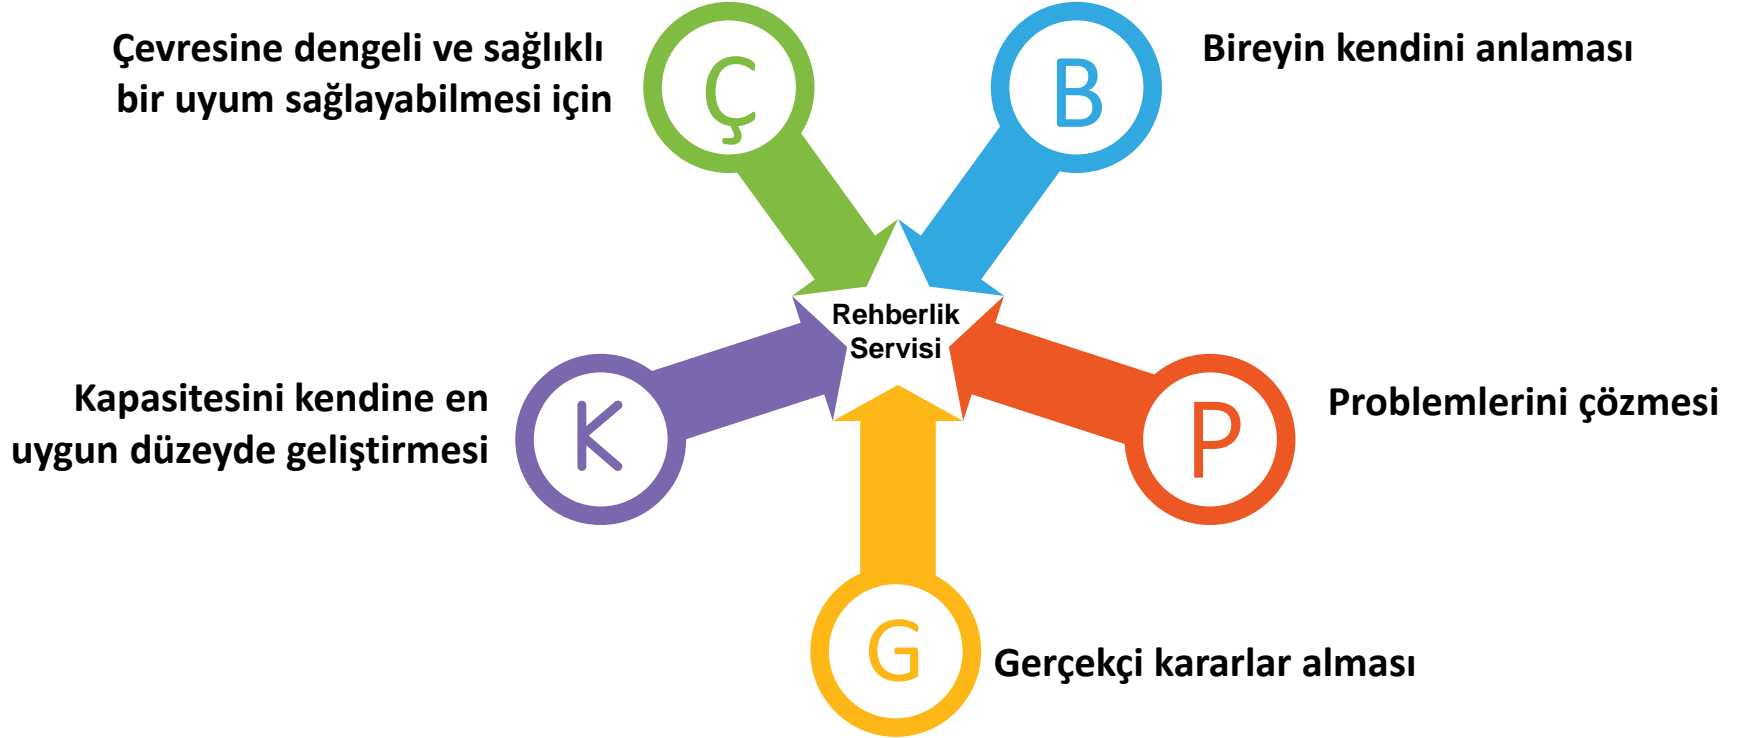 Çevresine dengeli ve sağlıklı
bir uyum sağlayabilmesi için
Ç
B
Bireyin kendini anlaması
Rehberlik
Servisi
Kapasitesini kendine en
uygun düzeyde geliştirmesi
K
P
Problemlerini çözmesi
G
Gerçekçi kararlar alması